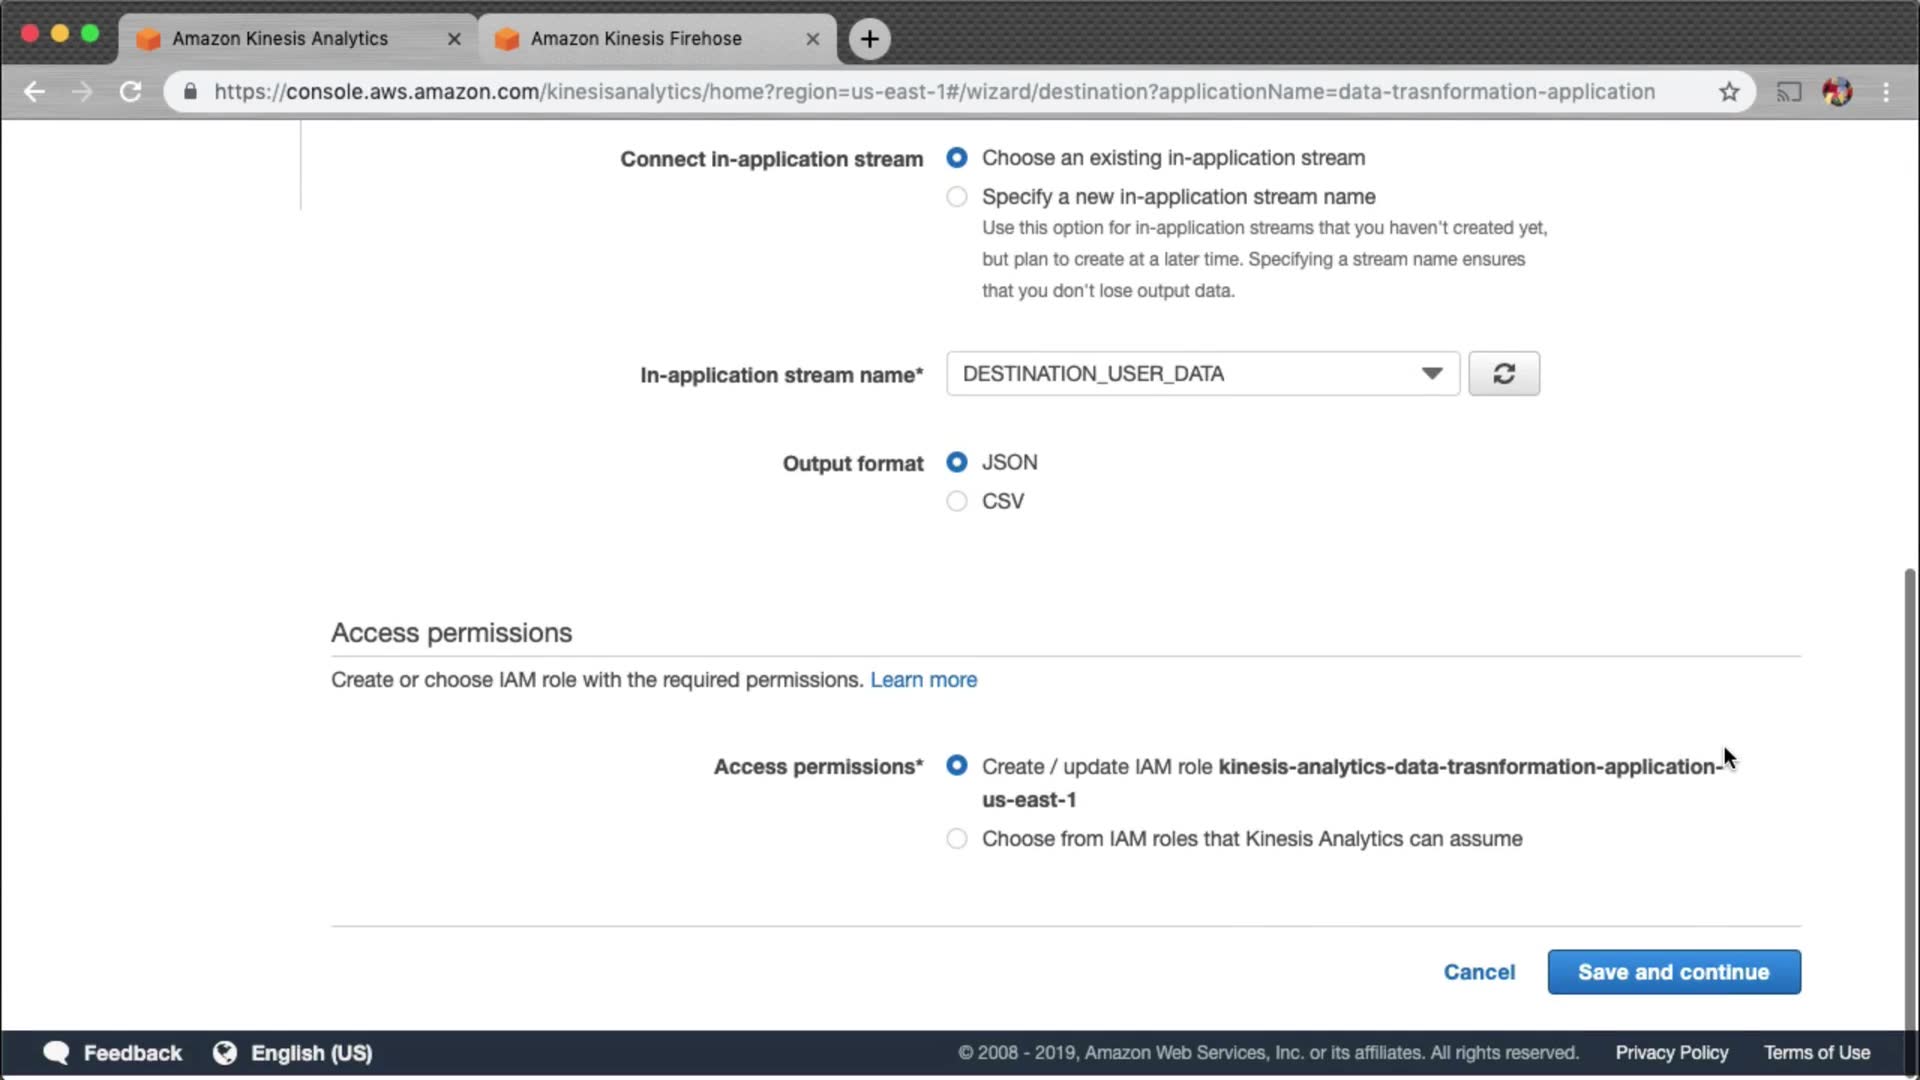 Amazon Kinesis Analytics
Amazon Kinesis Firehose
https://console.aws.amazon.com/kinesisanalytics/home?region=us-east-1#/wizard/destination?applicationName=data-trasnformation-application
Connect in-application stream
Choose an existing in-application stream
Specify a new in-application stream name
Use this option for in-application streams that you haven't created yet,
but plan to create at a later time. Specifying a stream name ensures
that you don't lose output data.
In-application stream name*
DESTINATION_USER_DATA
Output format
JSON
CSV
Access permissions
Create or choose IAM role with the required permissions. Learn more
Access permissions*
Create / update IAM role kinesis-analytics-data-trasnformation-application-
us-east-1
Choose from IAM roles that Kinesis Analytics can assume
Cancel
Save and continue
Feedback
English (US)
© 2008 - 2019, Amazon Web Services, Inc. or its affiliates. All rights reserved.
Privacy Policy
Terms of Use